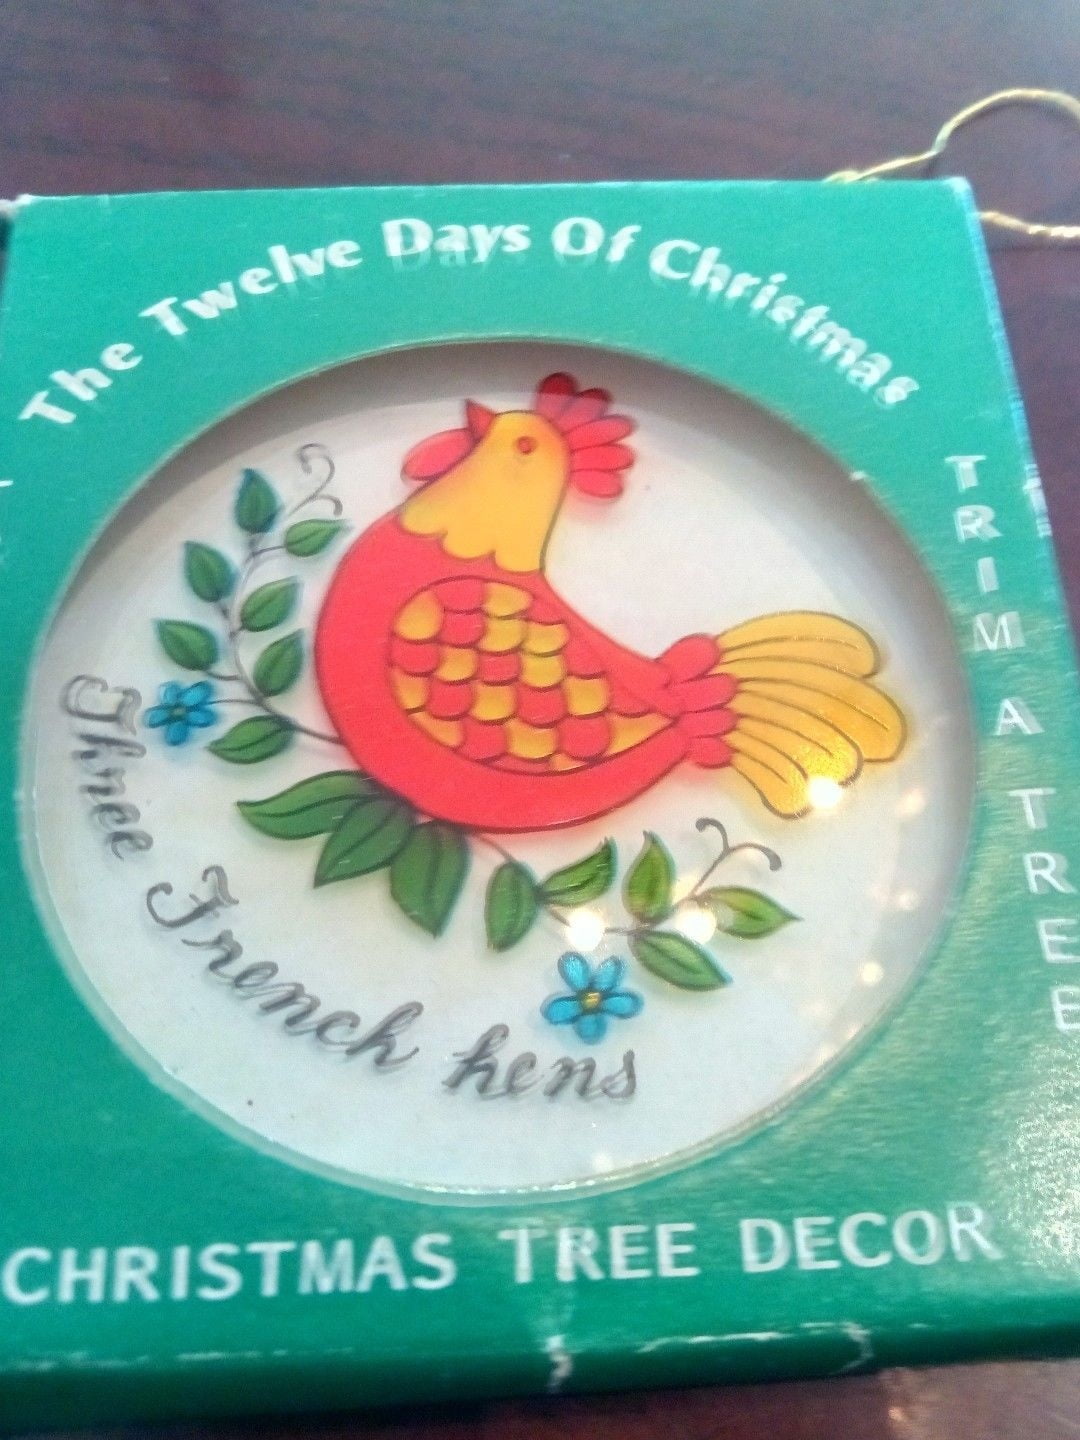 The Twelve Days Of Christmas
Three French hens
CHRISTMAS TREE DECOR
TRIM A TREE